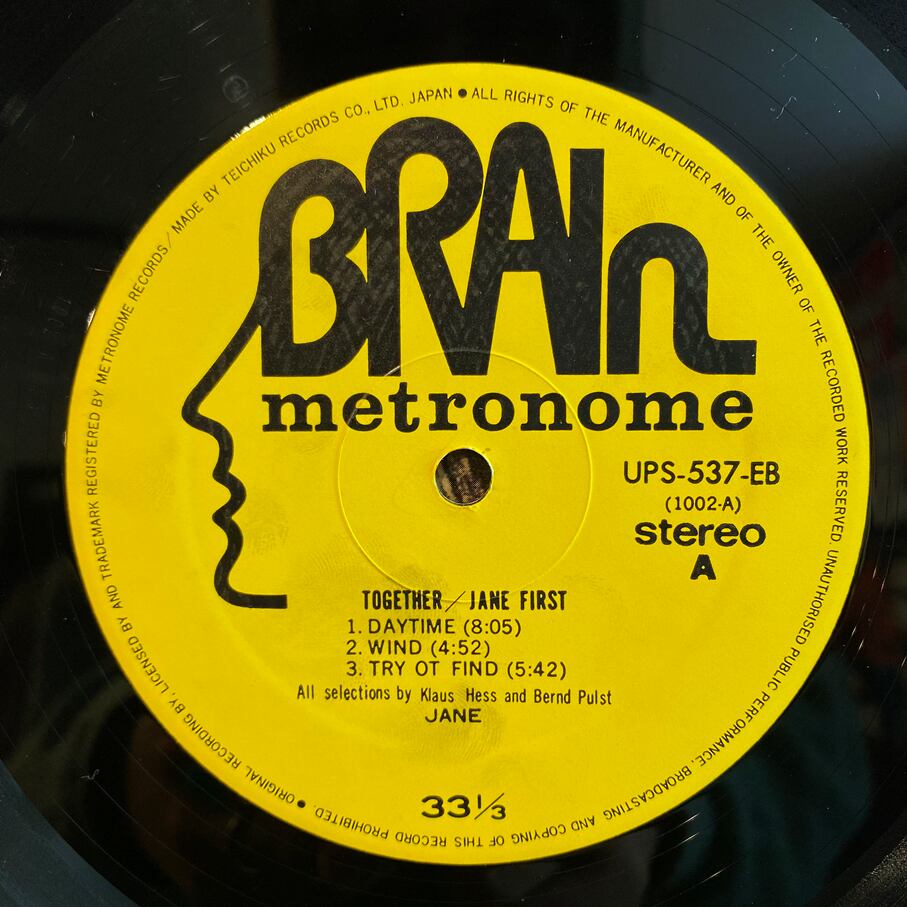 BRAIn
metronome
UPS-537-EB
(1002-A)
stereo
A
TOGETHER / JANE FIRST
1. DAYTIME (8:05)
2. WIND (4:52)
3. TRY OT FIND (5:42)
All selections by Klaus Hess and Bernd Pulst
JANE
33 1/3
• ORIGINAL RECORDING BY, LICENSED BY AND TRADEMARK REGISTERED BY METRONOME RECORDS / MADE BY TEICHIKU RECORDS CO., LTD. JAPAN • ALL RIGHTS OF THE MANUFACTURER AND OF THE OWNER OF THE RECORDED WORK RESERVED. UNAUTHORISED PUBLIC PERFORMANCE, BROADCASTING AND COPYING OF THIS RECORD PROHIBITED.